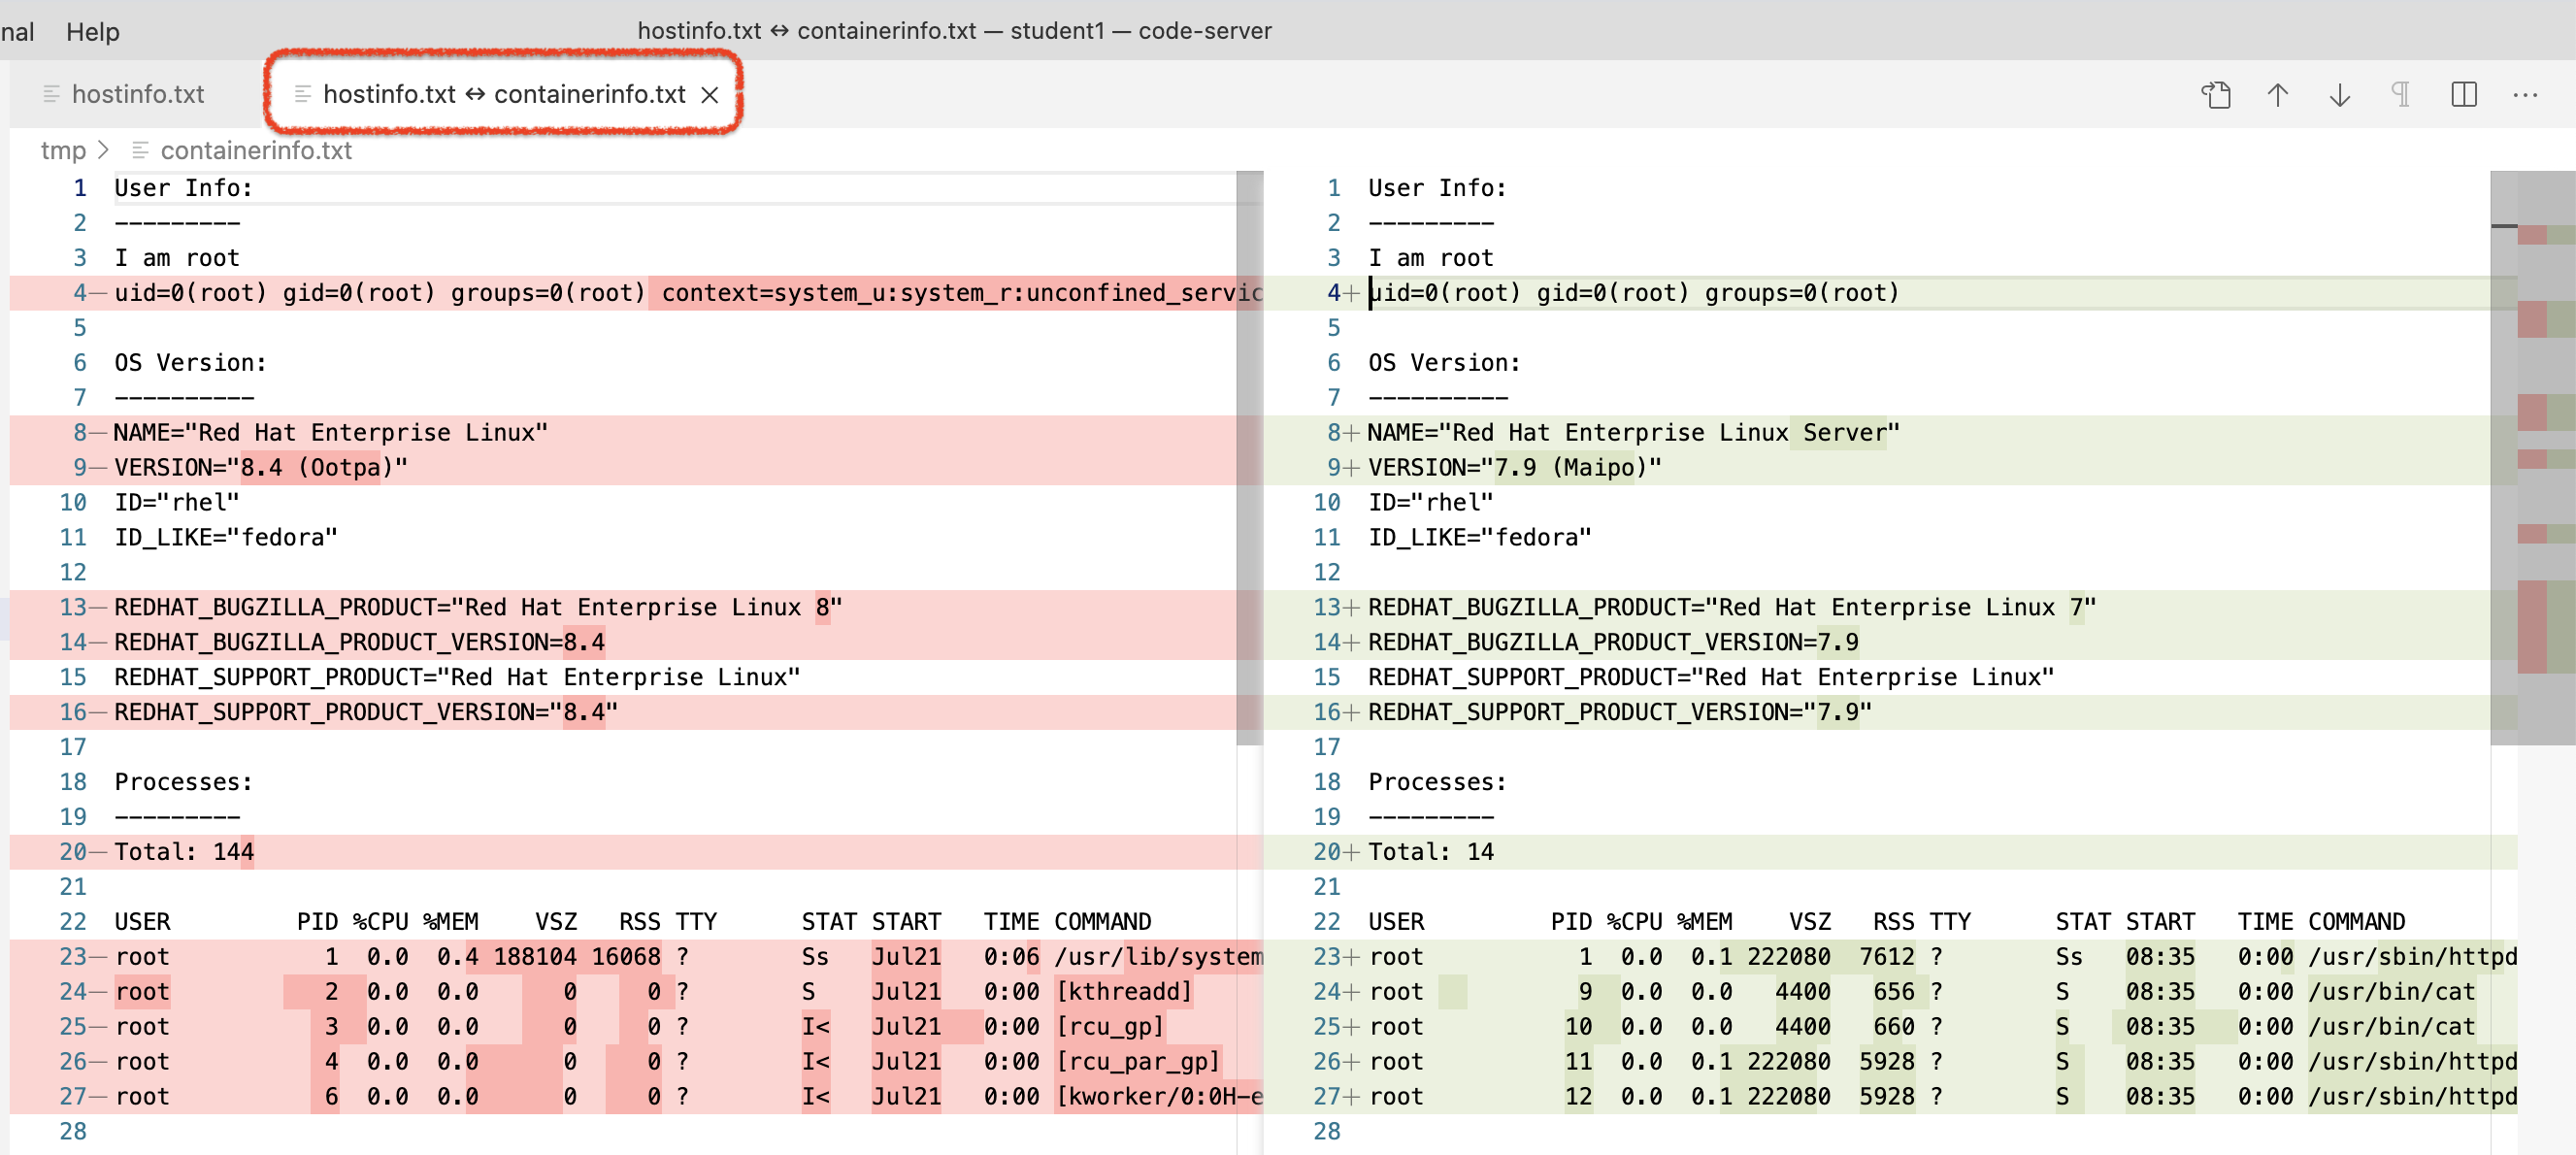 nal Help hostinfo.txt ↔ containerinfo.txt — student1 — code-server
hostinfo.txt hostinfo.txt ↔ containerinfo.txt ×
tmp > containerinfo.txt
1 User Info:
2 ---------
3 I am root
4— uid=0(root) gid=0(root) groups=0(root) context=system_u:system_r:unconfined_servic
5
6 OS Version:
7 ----------
8— NAME="Red Hat Enterprise Linux"
9— VERSION="8.4 (Ootpa)"
10 ID="rhel"
11 ID_LIKE="fedora"
12
13— REDHAT_BUGZILLA_PRODUCT="Red Hat Enterprise Linux 8"
14— REDHAT_BUGZILLA_PRODUCT_VERSION=8.4
15 REDHAT_SUPPORT_PRODUCT="Red Hat Enterprise Linux"
16— REDHAT_SUPPORT_PRODUCT_VERSION="8.4"
17
18 Processes:
19 ---------
20— Total: 144
21
22 USER PID %CPU %MEM VSZ RSS TTY STAT START TIME COMMAND
23— root 1 0.0 0.4 188104 16068 ? Ss Jul21 0:06 /usr/lib/system
24— root 2 0.0 0.0 0 0 ? S Jul21 0:00 [kthreadd]
25— root 3 0.0 0.0 0 0 ? I< Jul21 0:00 [rcu_gp]
26— root 4 0.0 0.0 0 0 ? I< Jul21 0:00 [rcu_par_gp]
27— root 6 0.0 0.0 0 0 ? I< Jul21 0:00 [kworker/0:0H-e
28
1 User Info:
2 ---------
3 I am root
4+ uid=0(root) gid=0(root) groups=0(root)
5
6 OS Version:
7 ----------
8+ NAME="Red Hat Enterprise Linux Server"
9+ VERSION="7.9 (Maipo)"
10 ID="rhel"
11 ID_LIKE="fedora"
12
13+ REDHAT_BUGZILLA_PRODUCT="Red Hat Enterprise Linux 7"
14+ REDHAT_BUGZILLA_PRODUCT_VERSION=7.9
15 REDHAT_SUPPORT_PRODUCT="Red Hat Enterprise Linux"
16+ REDHAT_SUPPORT_PRODUCT_VERSION="7.9"
17
18 Processes:
19 ---------
20+ Total: 14
21
22 USER PID %CPU %MEM VSZ RSS TTY STAT START TIME COMMAND
23+ root 1 0.0 0.1 222080 7612 ? Ss 08:35 0:00 /usr/sbin/httpd
24+ root 9 0.0 0.0 4400 656 ? S 08:35 0:00 /usr/bin/cat
25+ root 10 0.0 0.0 4400 660 ? S 08:35 0:00 /usr/bin/cat
26+ root 11 0.0 0.1 222080 5928 ? S 08:35 0:00 /usr/sbin/httpd
27+ root 12 0.0 0.1 222080 5928 ? S 08:35 0:00 /usr/sbin/httpd
28